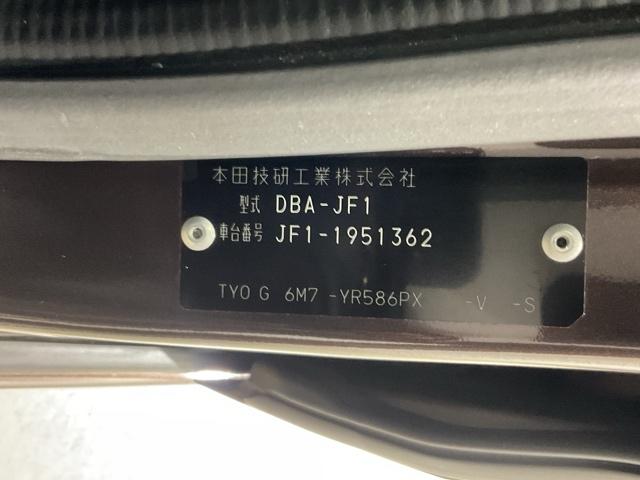 本田技研工業株式会社
型式 DBA-JF1
車台番号 JF1-1951362
TYO G 6M7 -YR586PX -V -S